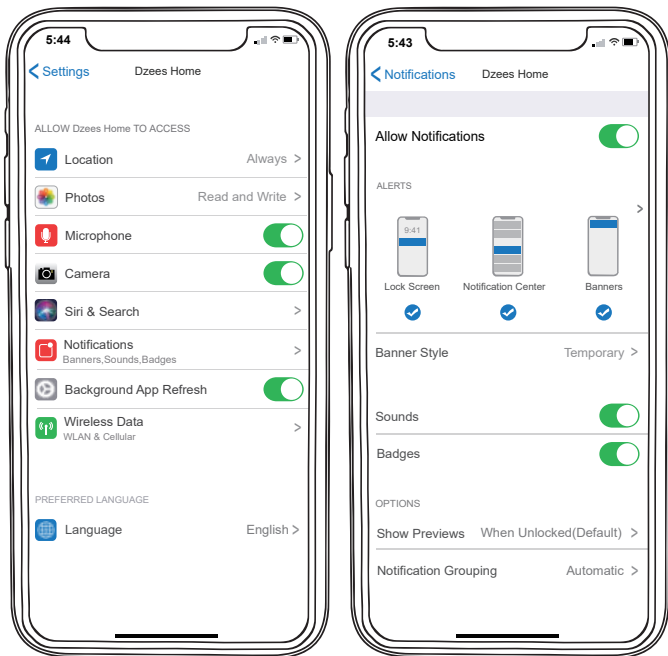 5:44
Settings Dzees Home
ALLOW Dzees Home TO ACCESS
Location Always >
Photos Read and Write >
Microphone
Camera
Siri & Search >
Notifications >
Banners,Sounds,Badges
Background App Refresh
Wireless Data >
WLAN & Cellular
PREFERRED LANGUAGE
Language English >
5:43
Notifications Dzees Home
Allow Notifications
ALERTS
>
9:41
Lock Screen Notification Center Banners
Banner Style Temporary >
Sounds
Badges
OPTIONS
Show Previews When Unlocked(Default) >
Notification Grouping Automatic >